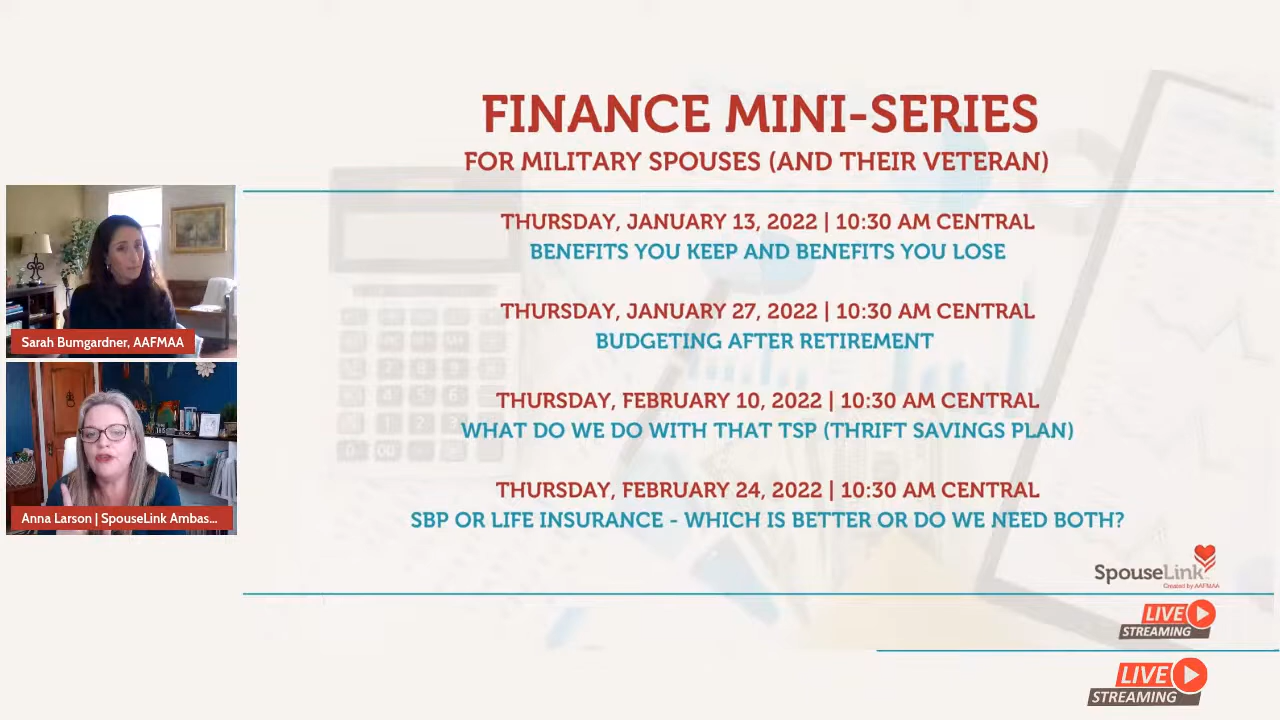 FINANCE MINI-SERIES
FOR MILITARY SPOUSES (AND THEIR VETERAN)
THURSDAY, JANUARY 13, 2022 | 10:30 AM CENTRAL
BENEFITS YOU KEEP AND BENEFITS YOU LOSE
THURSDAY, JANUARY 27, 2022 | 10:30 AM CENTRAL
BUDGETING AFTER RETIREMENT
THURSDAY, FEBRUARY 10, 2022 | 10:30 AM CENTRAL
WHAT DO WE DO WITH THAT TSP (THRIFT SAVINGS PLAN)
THURSDAY, FEBRUARY 24, 2022 | 10:30 AM CENTRAL
SBP OR LIFE INSURANCE - WHICH IS BETTER OR DO WE NEED BOTH?
Sarah Bumgardner, AAFMAA
Anna Larson | SpouseLink Ambas...
SpouseLink
Created by AAFMAA
LIVE
STREAMING
LIVE
STREAMING